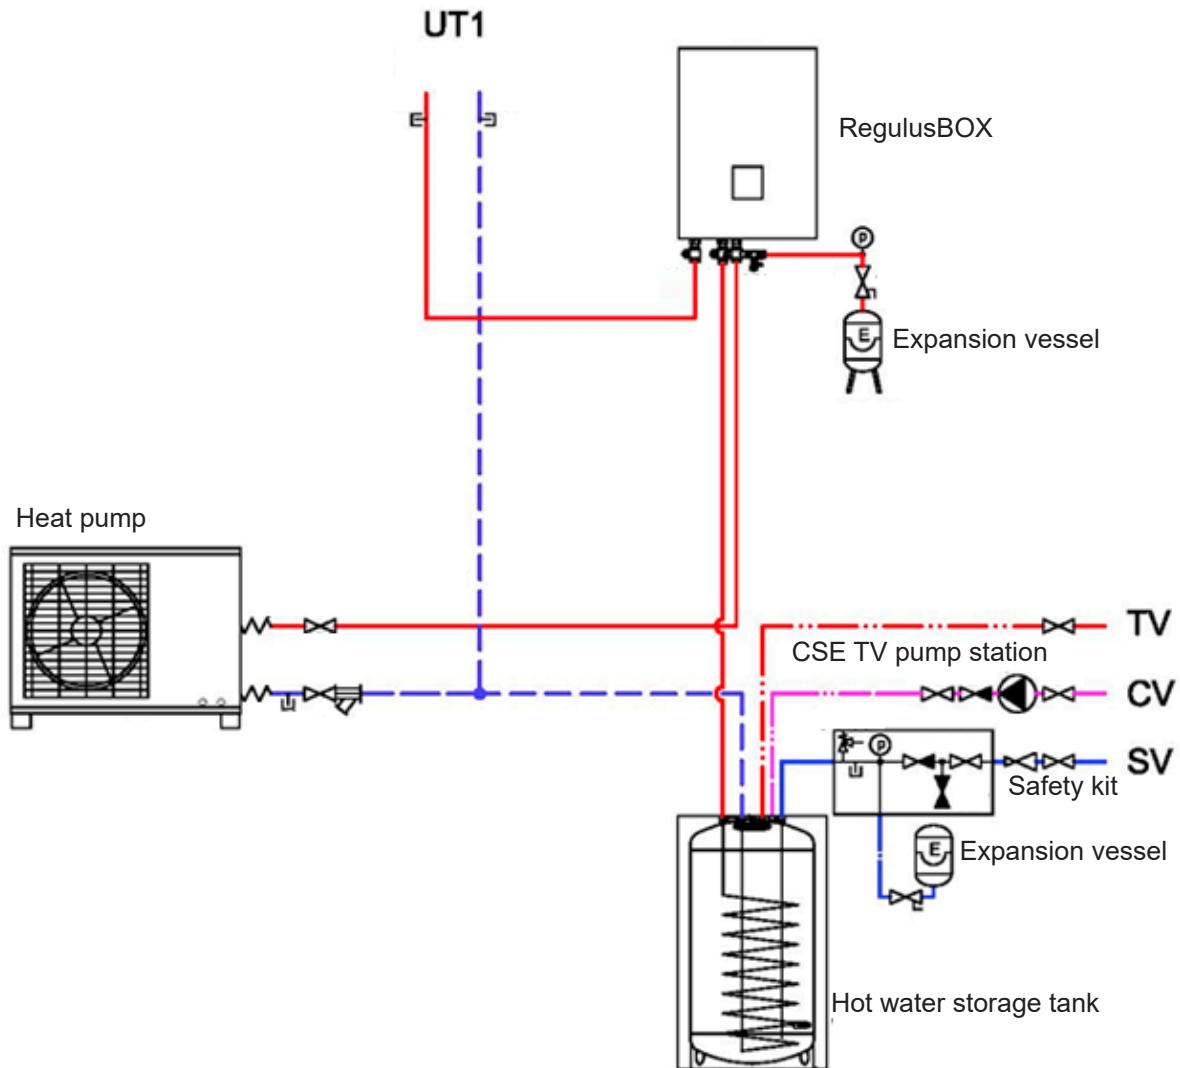 UT1
RegulusBOX
P
E
Expansion vessel
Heat pump
TV
CSE TV pump station
CV
P
SV
Safety kit
E
Expansion vessel
Hot water storage tank